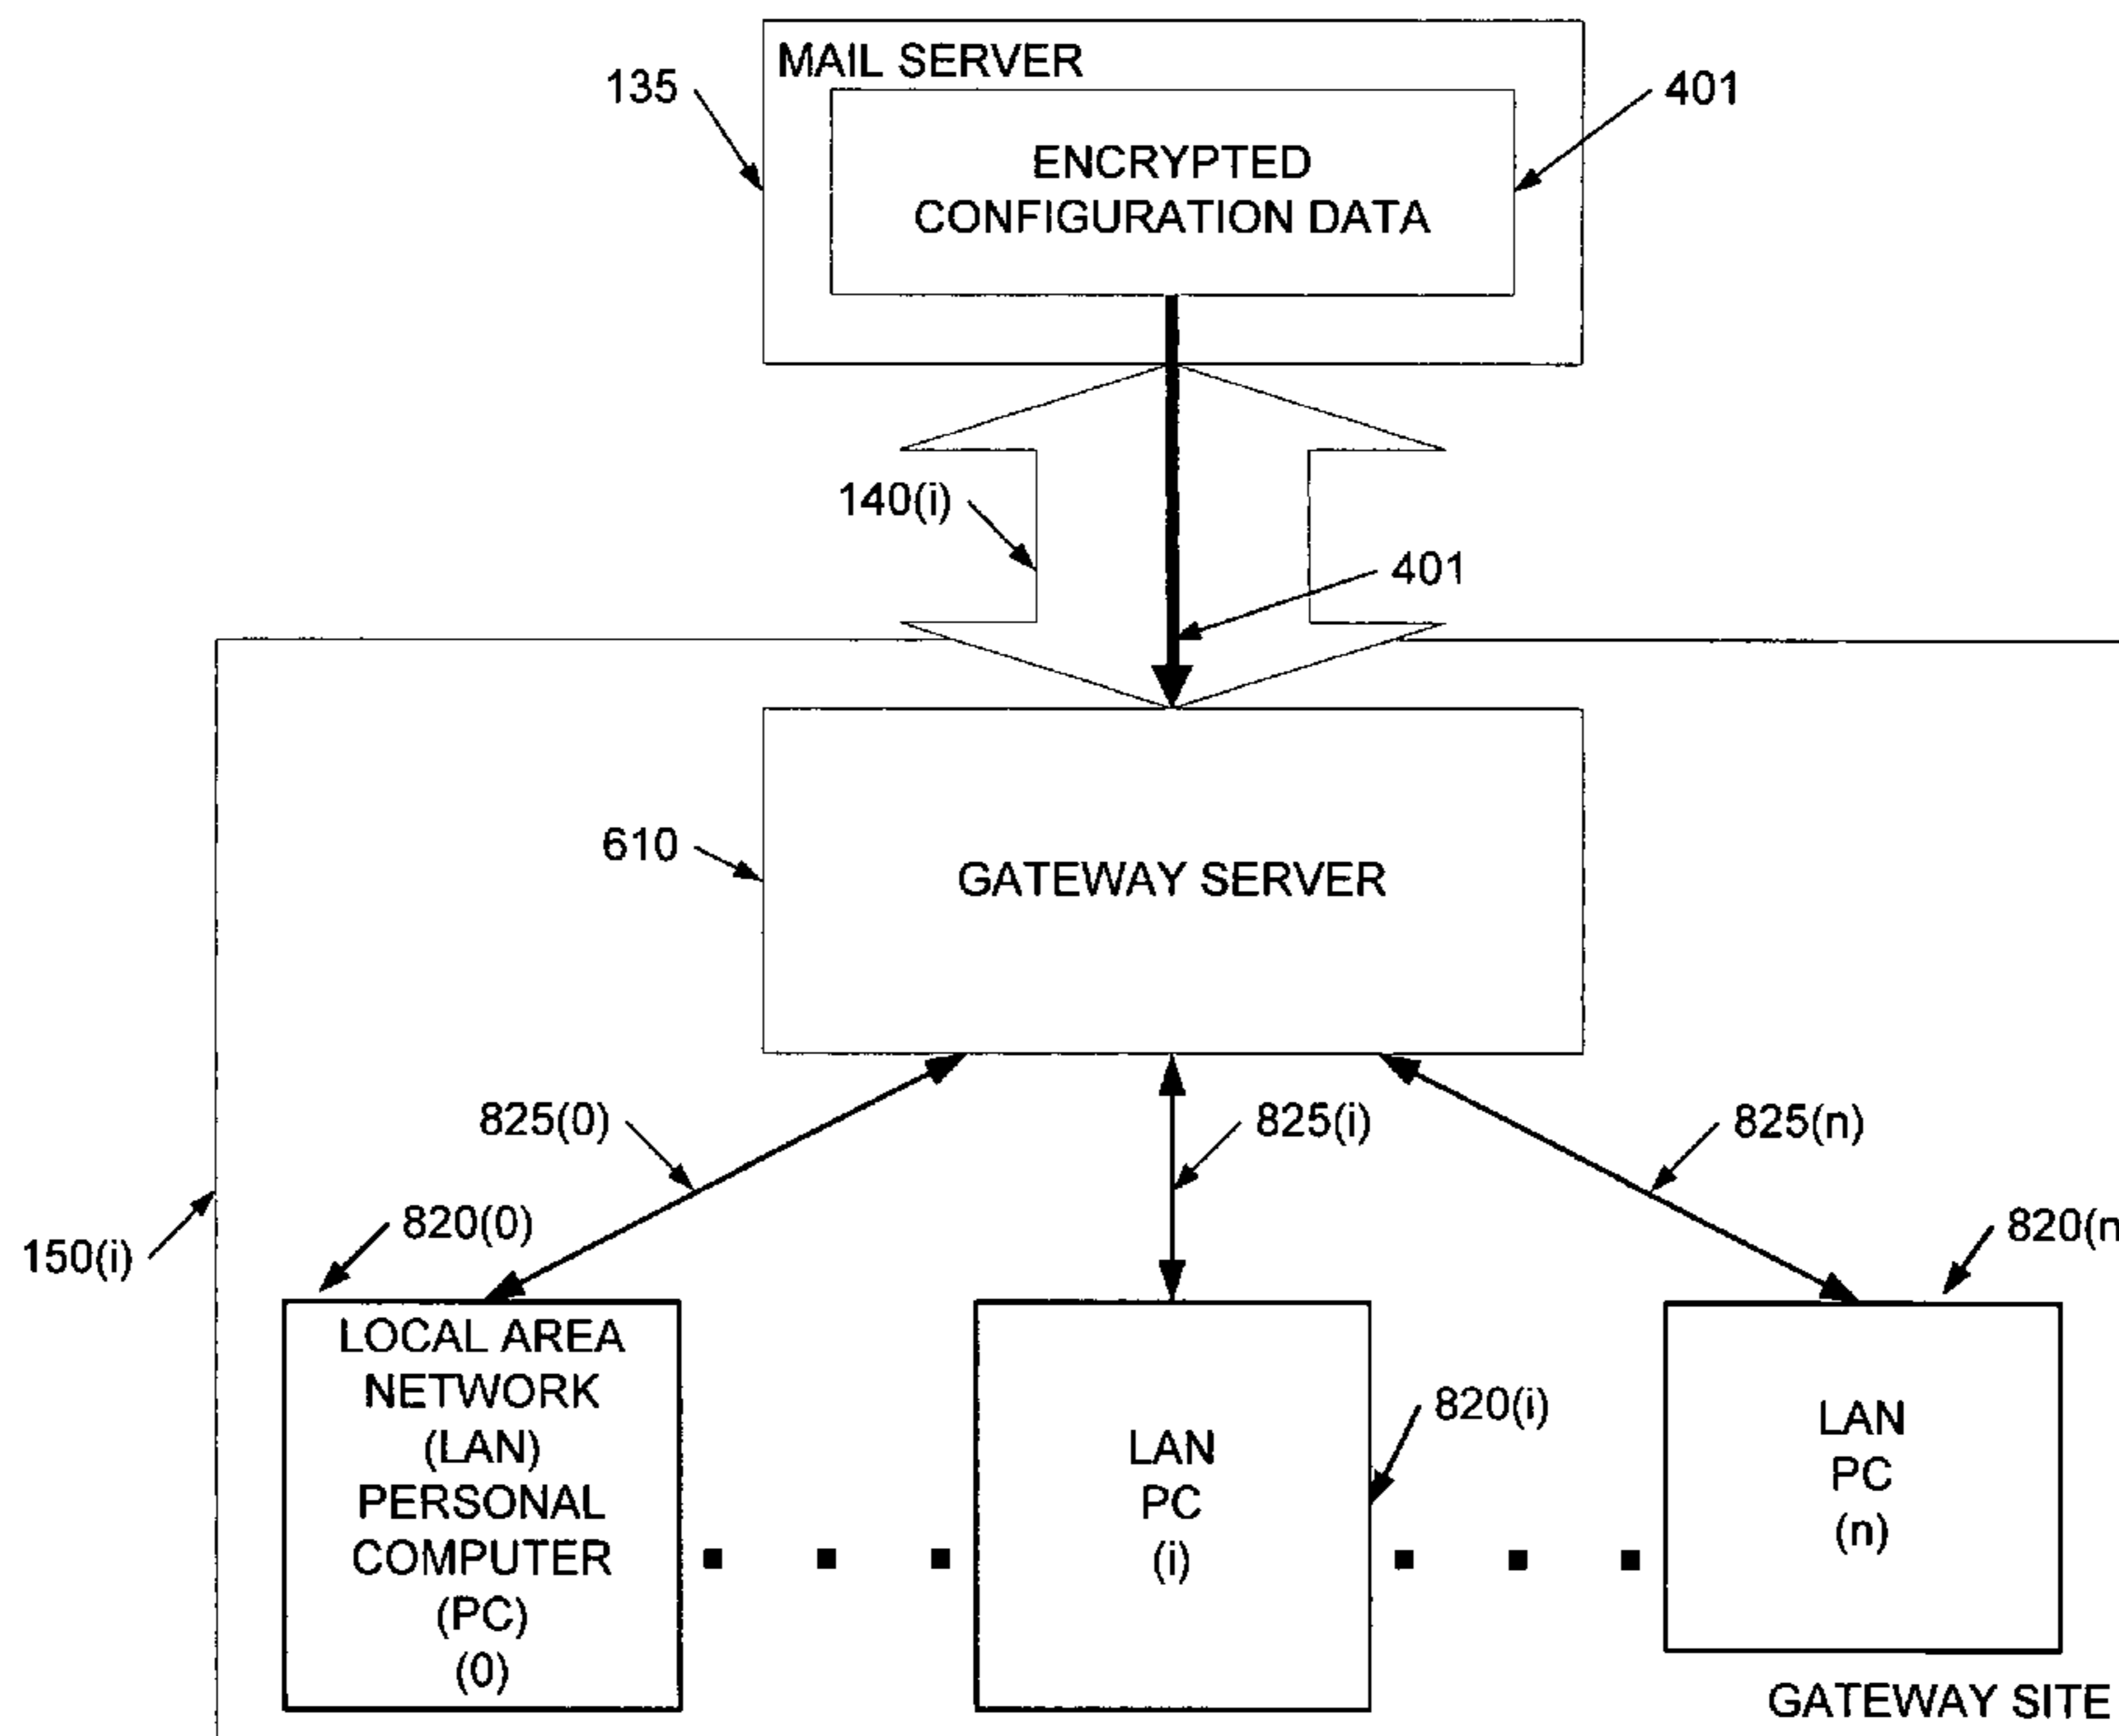 MAIL SERVER
135
401
ENCRYPTED
CONFIGURATION DATA
140(i)
401
610
GATEWAY SERVER
825(0)
825(i)
825(n)
150(i)
820(0)
820(n
LOCAL AREA
NETWORK
(LAN)
PERSONAL
COMPUTER
(PC)
(0)
LAN
PC
(i)
820(i)
LAN
PC
(n)
GATEWAY SITE